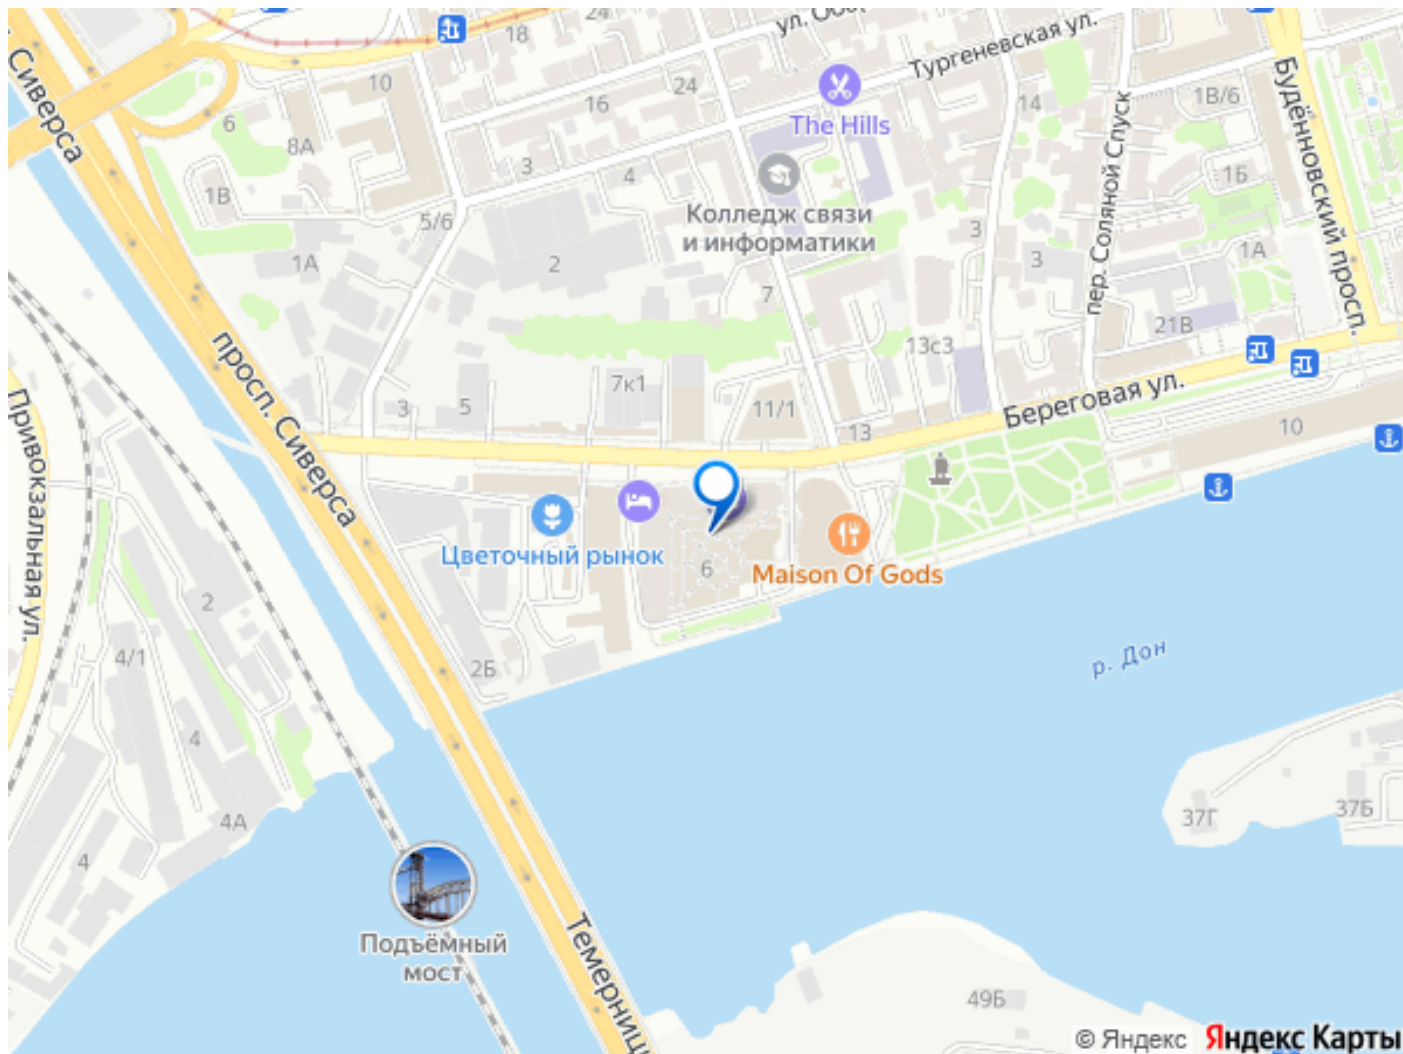 24
18
ул. Обор
Тургеневская ул.
просп. Сиверса
10
16
24
6
8А
The Hills
14
1В/6
Будённовский просп.
пер. Соляной Спуск
3
4
1В
1Б
5/6
Колледж связи
и информатики
3
3
1А
1А
2
7
21В
13с3
7к1
3
5
11/1
13
Береговая ул.
10
Привокзальная ул.
Сиверса
Цветочный рынок
6
Maison Of Gods
2
4/1
2Б
р. Дон
4
4А
4
37Г
37Б
Подъёмный
мост
Темерниц
49Б
© Яндекс
Яндекс Карты